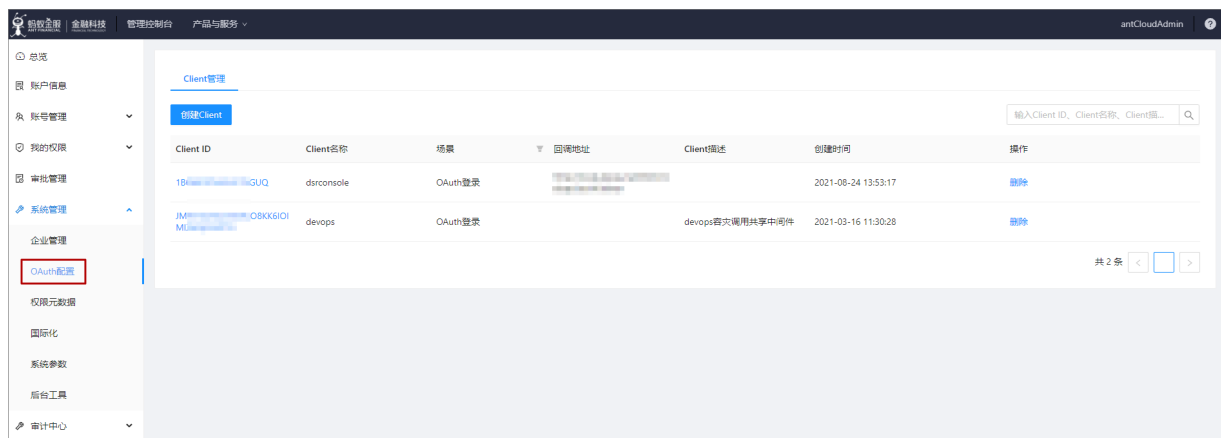 蚂蚁金服 金融科技 管理控制台 产品与服务 antCloudAdmin
ANT FINANCIAL
总览
账户信息
账号管理
我的权限
审批管理
系统管理
企业管理
OAuth配置
权限元数据
国际化
系统参数
后台工具
审计中心
Client管理
创建Client 输入Client ID、Client名称、Client描...
Client ID Client名称 场景 回调地址 Client描述 创建时间 操作
GUQ dsrconsole OAuth登录 2021-08-24 13:53:17 删除
O8KK6IOI devops OAuth登录 devops容灾调用共享中间件 2021-03-16 11:30:28 删除
共 2 条